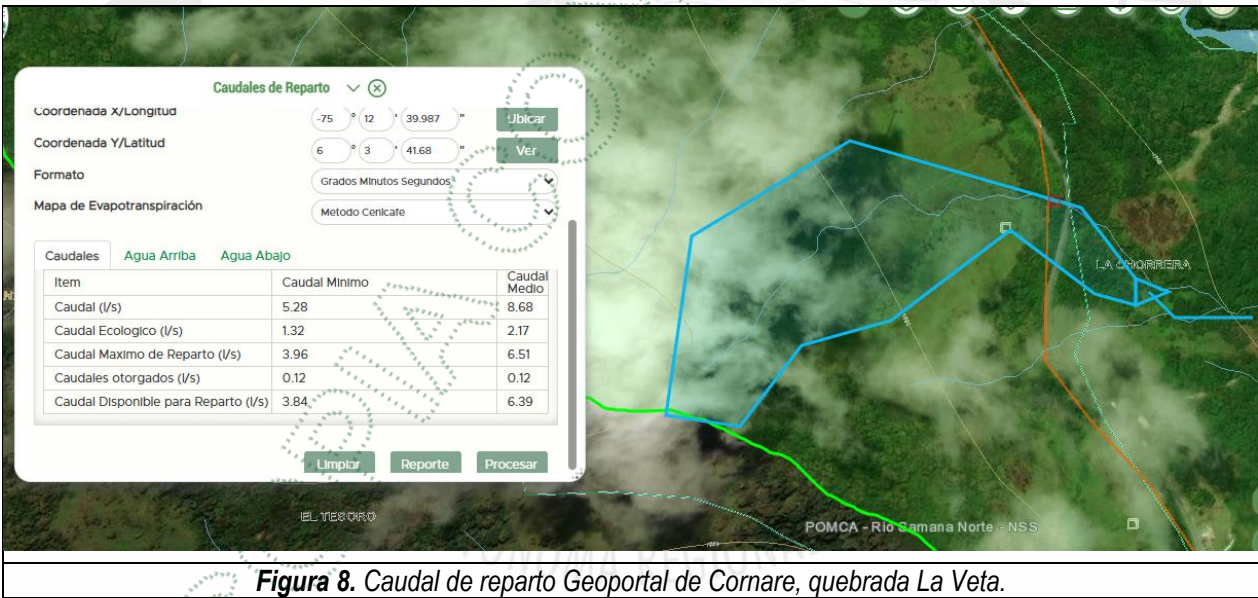 Caudales de Reparto
Coordenada X/Longitud -75 ° 12 ' 39.987 " Ubicar
Coordenada Y/Latitud 6 ° 3 ' 41.68 " Ver
Formato Grados Minutos Segundos
Mapa de Evapotranspiración Metodo Cenicafe
Caudales Agua Arriba Agua Abajo
Item Caudal Minimo Caudal Medio
Caudal (l/s) 5.28 8.68
Caudal Ecologico (l/s) 1.32 2.17
Caudal Maximo de Reparto (l/s) 3.96 6.51
Caudales otorgados (l/s) 0.12 0.12
Caudal Disponible para Reparto (l/s) 3.84 6.39
Limpiar Reporte Procesar
LA CHORRERA
EL TESORO
POMCA - Rio Samana Norte - NSS
Figura 8. Caudal de reparto Geoportal de Cornare, quebrada La Veta.